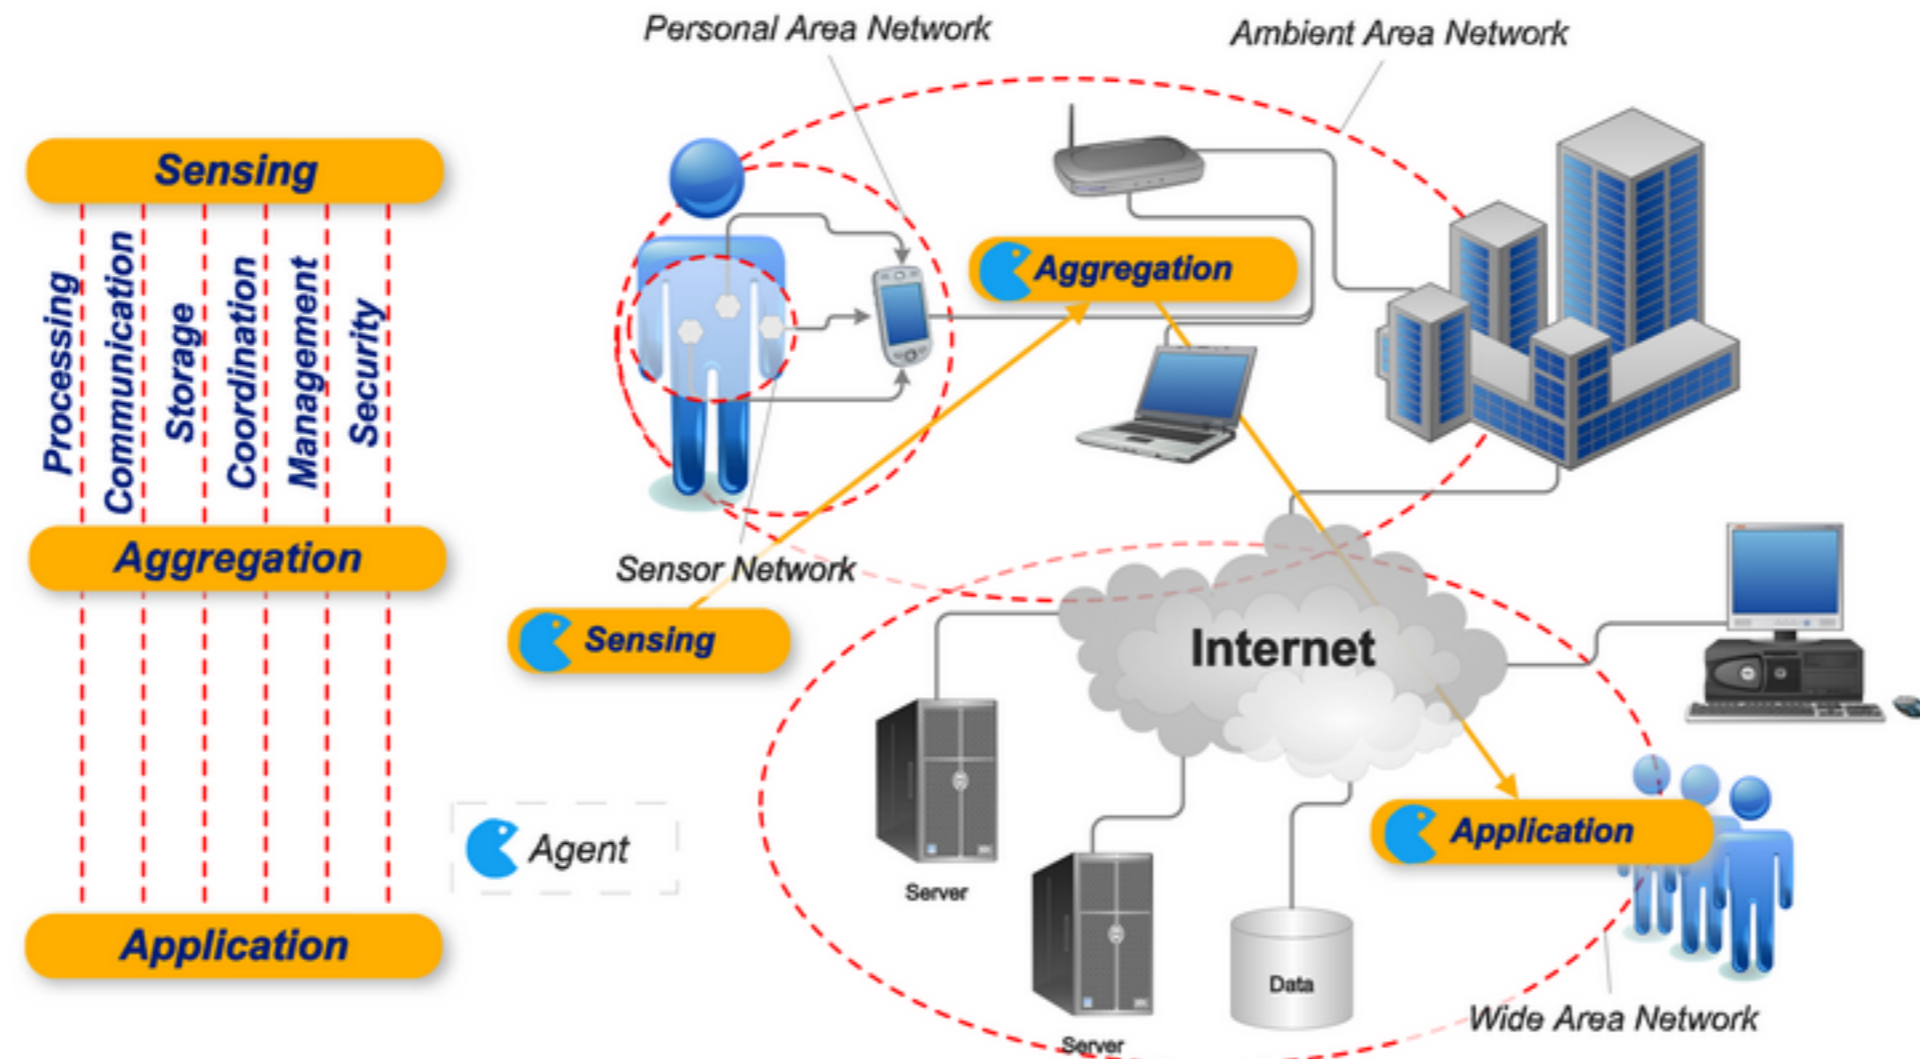 Personal Area Network
Ambient Area Network
Sensing
Processing
Communication
Storage
Coordination
Management
Security
Aggregation
Aggregation
Sensor Network
Sensing
Internet
Agent
Application
Server
Application
Data
Wide Area Network
Server